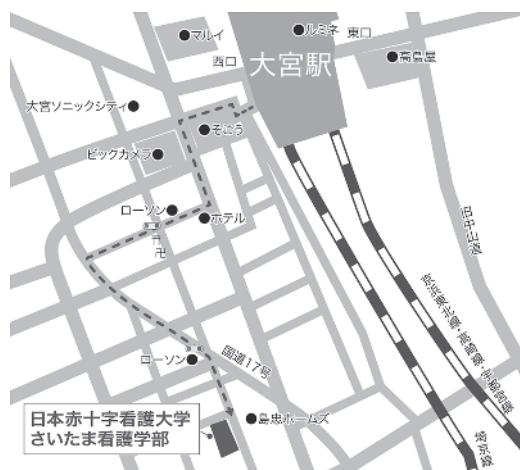 マルイ
ルミネ
東口
西口
大宮駅
高島屋
大宮ソニックシティ
そごう
ビックカメラ
ローソン
ホテル
旧中山道
京浜東北線・高崎線・宇都宮線
国道17号
ローソン
島忠ホームズ
日本赤十字看護大学
さいたま看護学部
埼京線